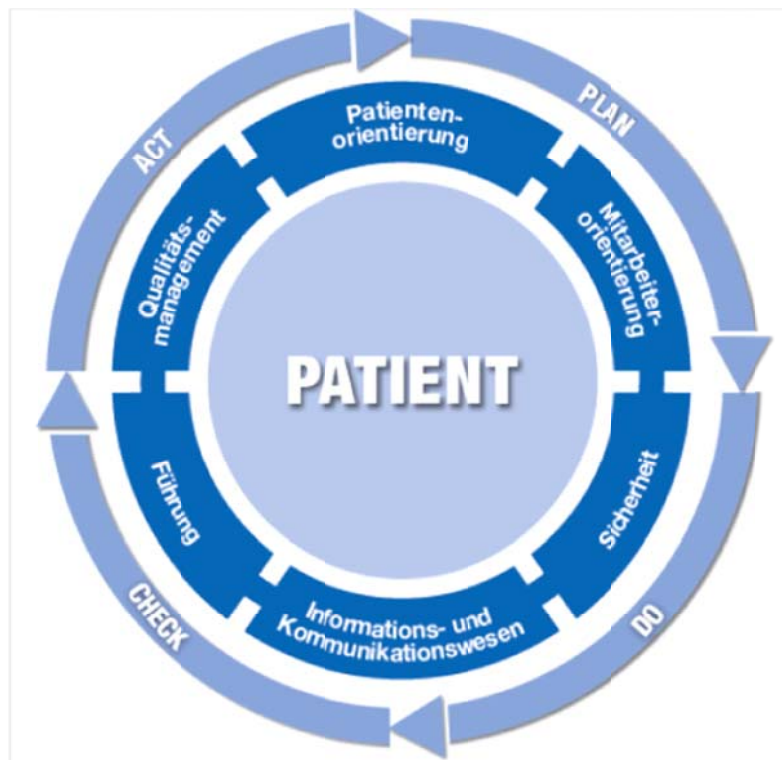 PLAN
DO
CHECK
ACT
Patienten-
orientierung
Mitarbeiter-
orientierung
Sicherheit
Informations- und
Kommunikationswesen
Führung
Qualitäts-
management
PATIENT